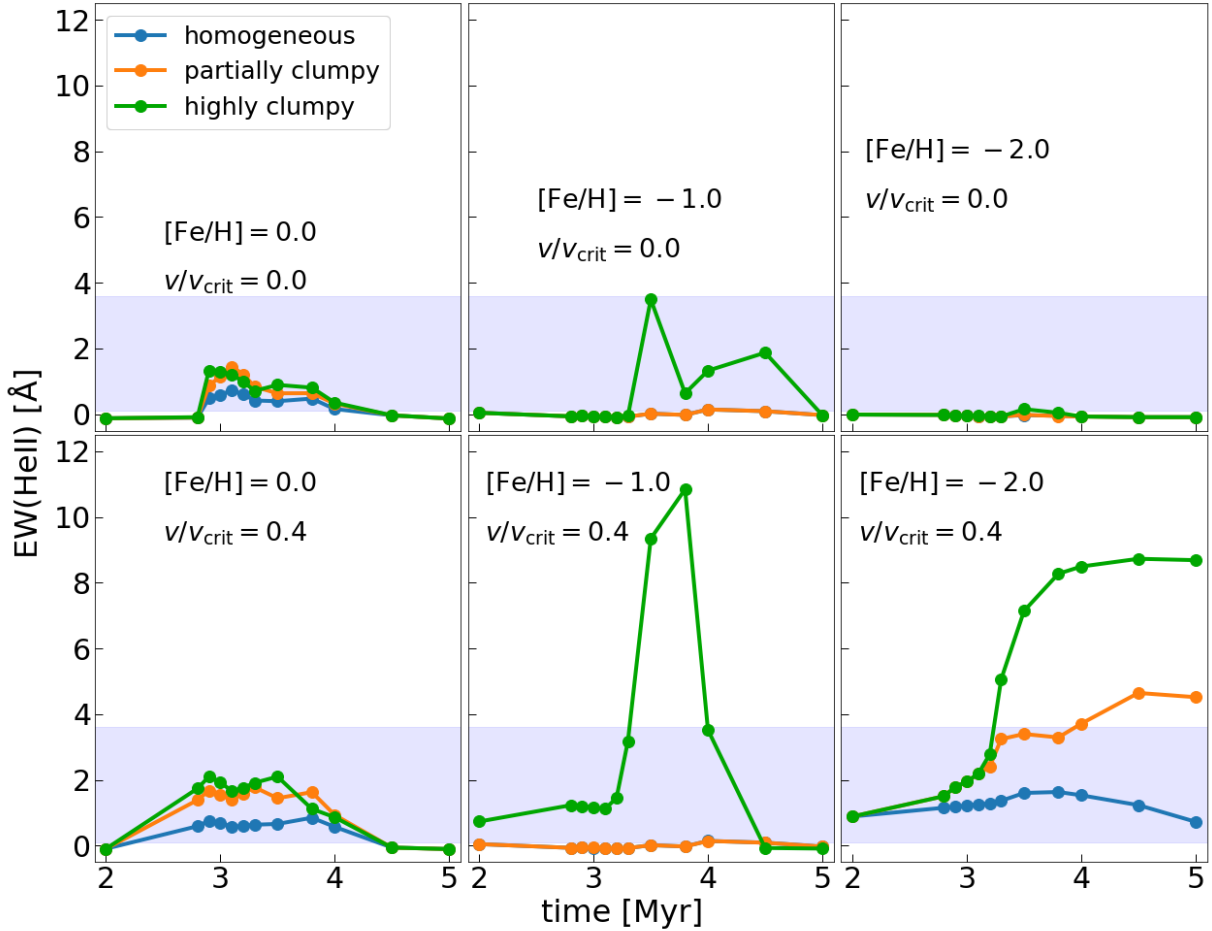 12
10
8
6
4
2
0
homogeneous
partially clumpy
highly clumpy
[Fe/H] = 0.0
v/v_crit = 0.0
[Fe/H] = −1.0
v/v_crit = 0.0
[Fe/H] = −2.0
v/v_crit = 0.0
EW(HeII) [Å]
12
10
8
6
4
2
0
[Fe/H] = 0.0
v/v_crit = 0.4
[Fe/H] = −1.0
v/v_crit = 0.4
[Fe/H] = −2.0
v/v_crit = 0.4
2 3 4 5
3 4 5
2 3 4 5
time [Myr]